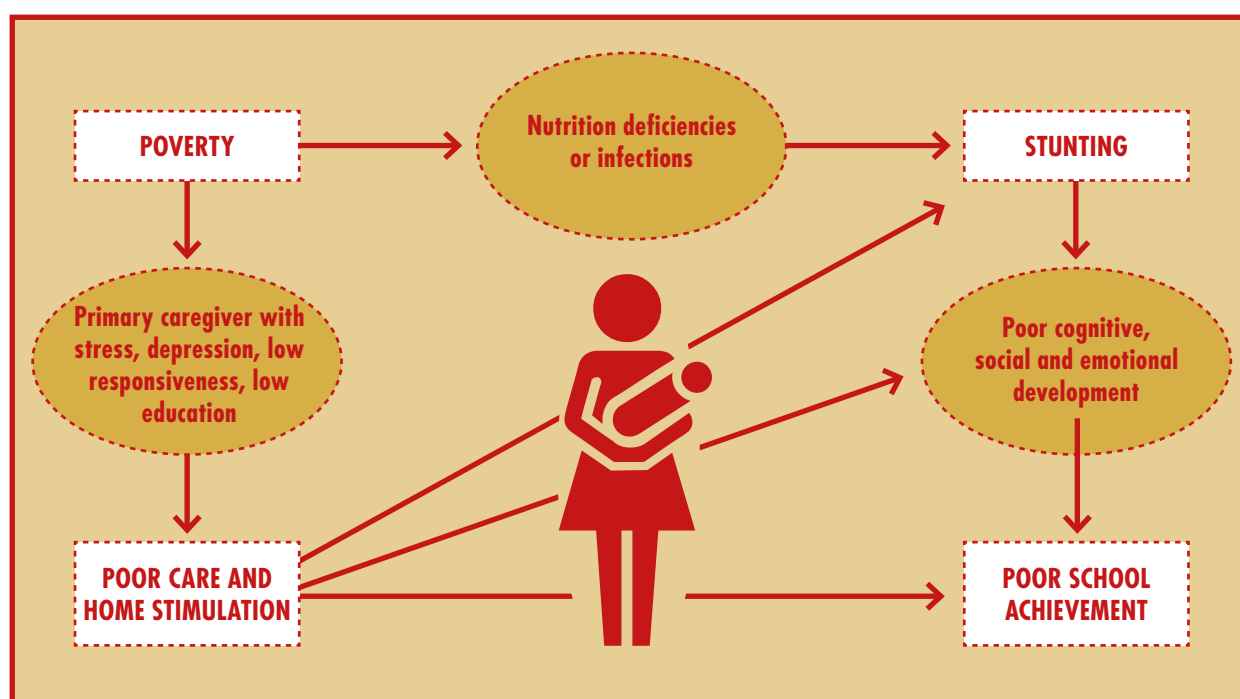 POVERTY
Nutrition deficiencies
or infections
STUNTING
Primary caregiver with
stress, depression, low
responsiveness, low
education
Poor cognitive,
social and emotional
development
POOR CARE AND
HOME STIMULATION
POOR SCHOOL
ACHIEVEMENT